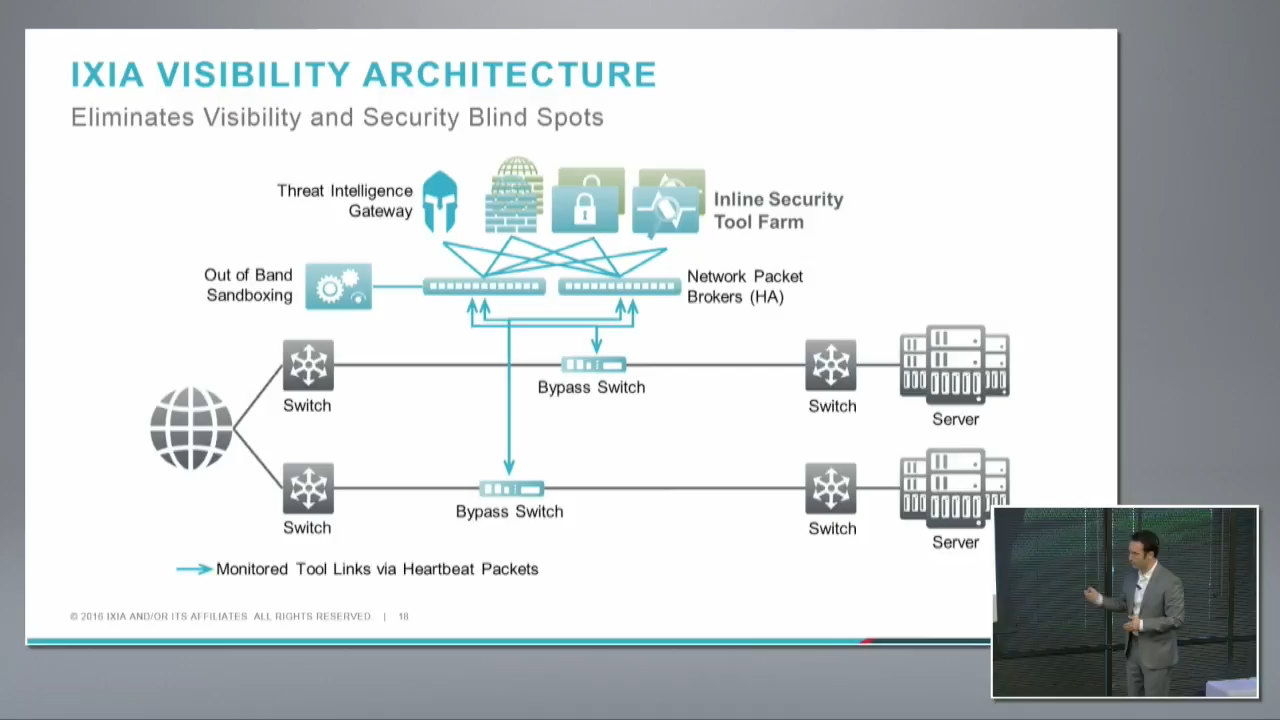 IXIA VISIBILITY ARCHITECTURE
Eliminates Visibility and Security Blind Spots
Threat Intelligence
Gateway
Inline Security
Tool Farm
Out of Band
Sandboxing
Network Packet
Brokers (HA)
Switch
Bypass Switch
Switch
Server
Switch
Bypass Switch
Switch
Server
Monitored Tool Links via Heartbeat Packets
© 2016 IXIA AND/OR ITS AFFILIATES. ALL RIGHTS RESERVED. | 18